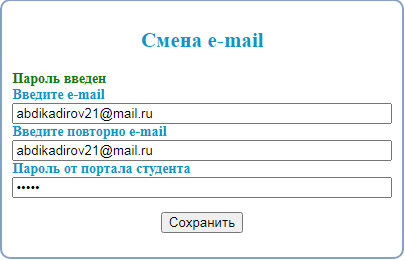 Смена e-mail
Пароль введен
Введите e-mail
abdikadirov21@mail.ru
Введите повторно e-mail
abdikadirov21@mail.ru
Пароль от портала студента
•••••
Сохранить